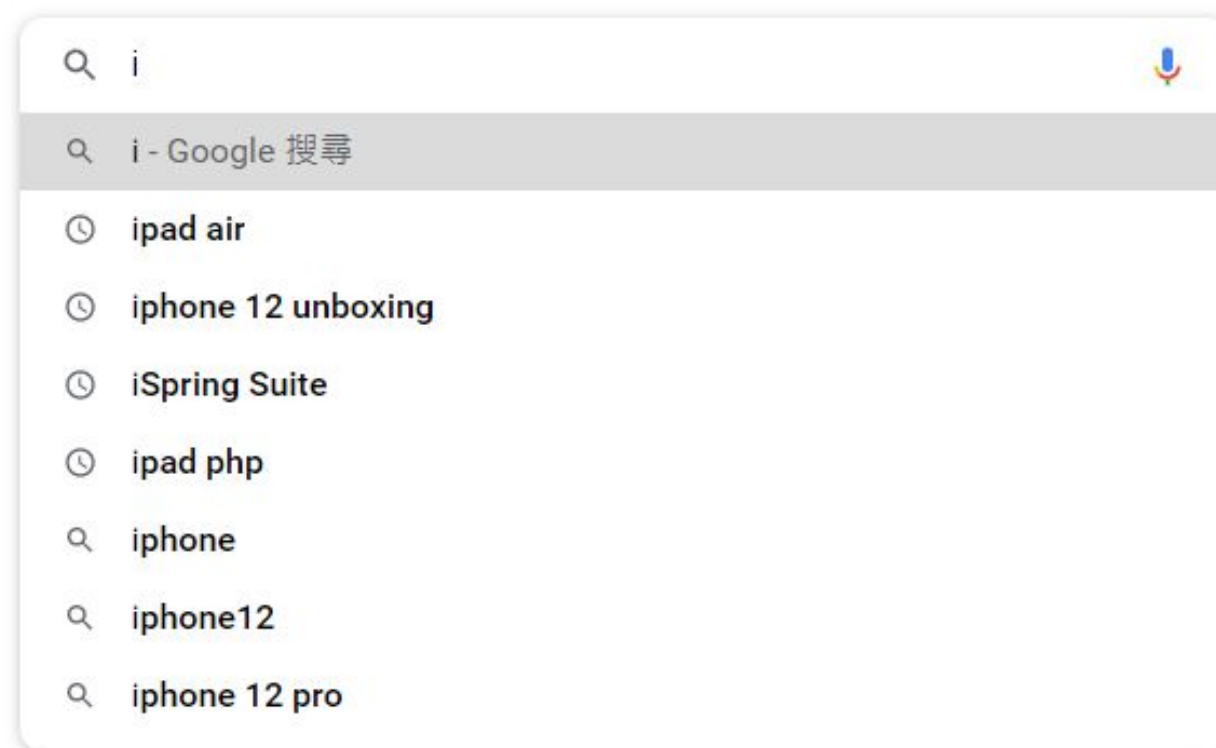 i
i - Google 搜尋
ipad air
iphone 12 unboxing
iSpring Suite
ipad php
iphone
iphone12
iphone 12 pro